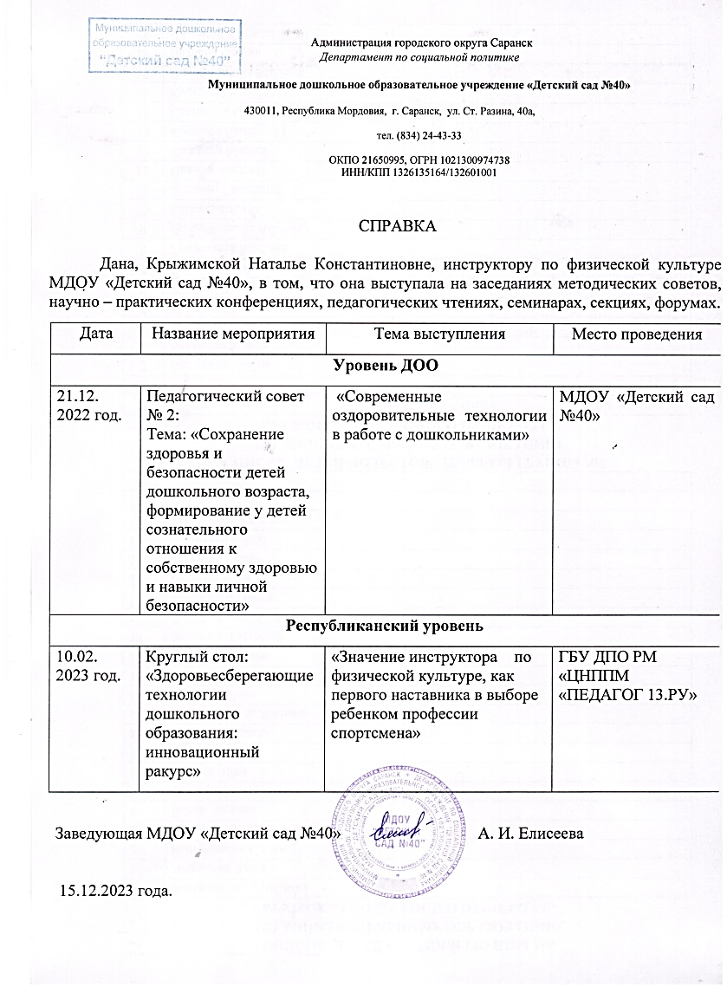 Муниципальное дошкольное
образовательное учреждение
"Детский сад №40"
Администрация городского округа Саранск
Департамент по социальной политике
Муниципальное дошкольное образовательное учреждение «Детский сад №40»
430011, Республика Мордовия, г. Саранск, ул. Ст. Разина, 40а,
тел. (834) 24-43-33
ОКПО 21650995, ОГРН 1021300974738
ИНН/КПП 1326135164/132601001
СПРАВКА
Дана, Крыжимской Наталье Константиновне, инструктору по физической культуре
МДОУ «Детский сад №40», в том, что она выступала на заседаниях методических советов,
научно – практических конференциях, педагогических чтениях, семинарах, секциях, форумах.
Дата Название мероприятия Тема выступления Место проведения
Уровень ДОО
21.12.
2022 год.
Педагогический совет
№ 2:
Тема: «Сохранение
здоровья и
безопасности детей
дошкольного возраста,
формирование у детей
сознательного
отношения к
собственному здоровью
и навыки личной
безопасности»
«Современные
оздоровительные технологии
в работе с дошкольниками»
МДОУ «Детский сад
№40»
Республиканский уровень
10.02.
2023 год.
Круглый стол:
«Здоровьесберегающие
технологии
дошкольного
образования:
инновационный
ракурс»
«Значение инструктора по
физической культуре, как
первого наставника в выборе
ребенком профессии
спортсмена»
ГБУ ДПО РМ
«ЦНППМ
«ПЕДАГОГ 13.РУ»
Заведующая МДОУ «Детский сад №40» А. И. Елисеева
МДОУ
САД №40"
15.12.2023 года.